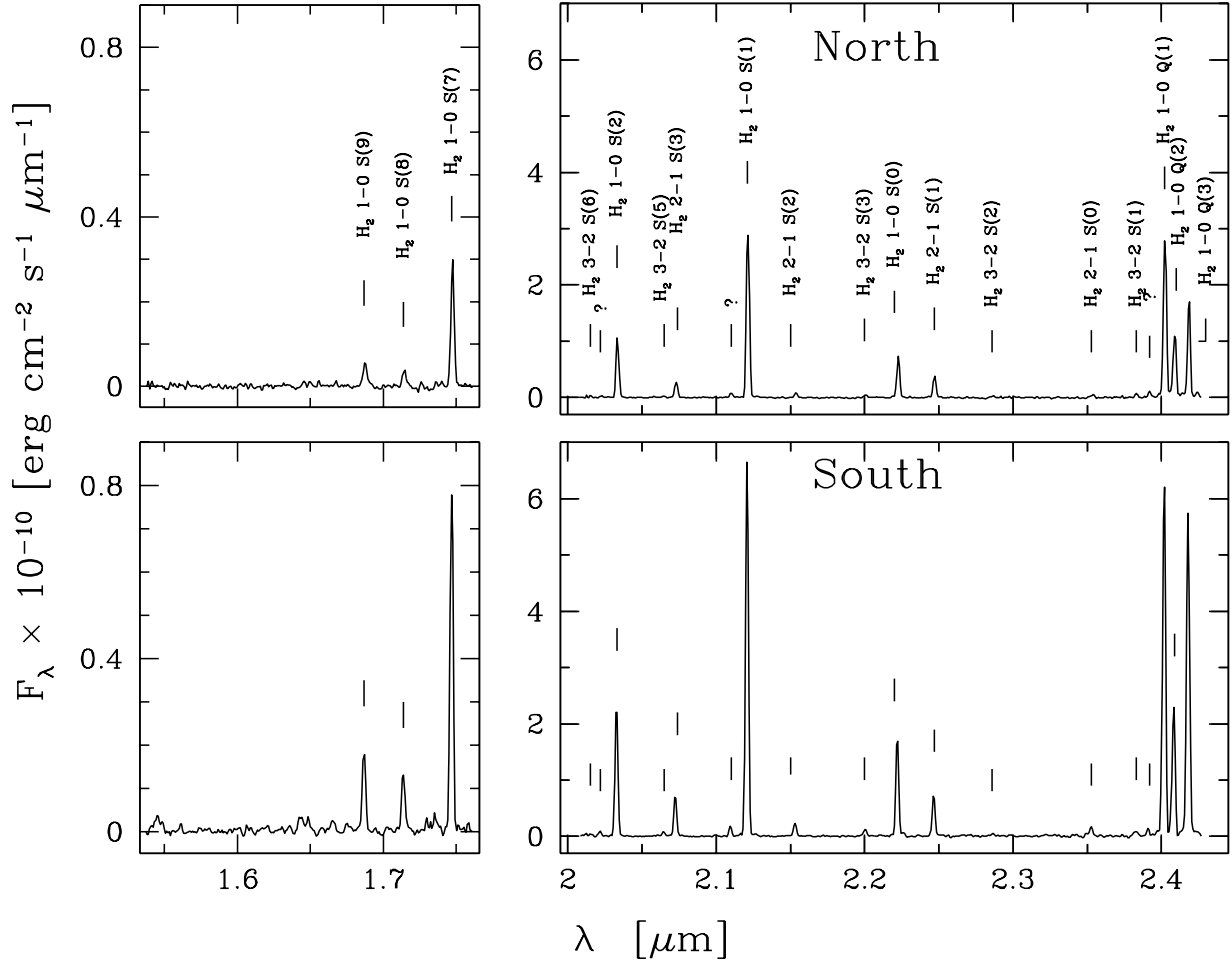 North
0.8
0.4
0
6
4
2
0
H₂ 1-0 S(9)
H₂ 1-0 S(8)
H₂ 1-0 S(7)
H₂ 3-2 S(6)
?
H₂ 1-0 S(2)
H₂ 3-2 S(5)
H₂ 2-1 S(3)
?
H₂ 1-0 S(1)
H₂ 2-1 S(2)
H₂ 3-2 S(3)
H₂ 1-0 S(0)
H₂ 2-1 S(1)
H₂ 3-2 S(2)
H₂ 2-1 S(0)
H₂ 3-2 S(1)
?
H₂ 1-0 Q(1)
H₂ 1-0 Q(2)
H₂ 1-0 Q(3)
F_λ × 10⁻¹⁰ [erg cm⁻² s⁻¹ μm⁻¹]
South
0.8
0.4
0
6
4
2
0
1.6 1.7 2 2.1 2.2 2.3 2.4
λ [μm]